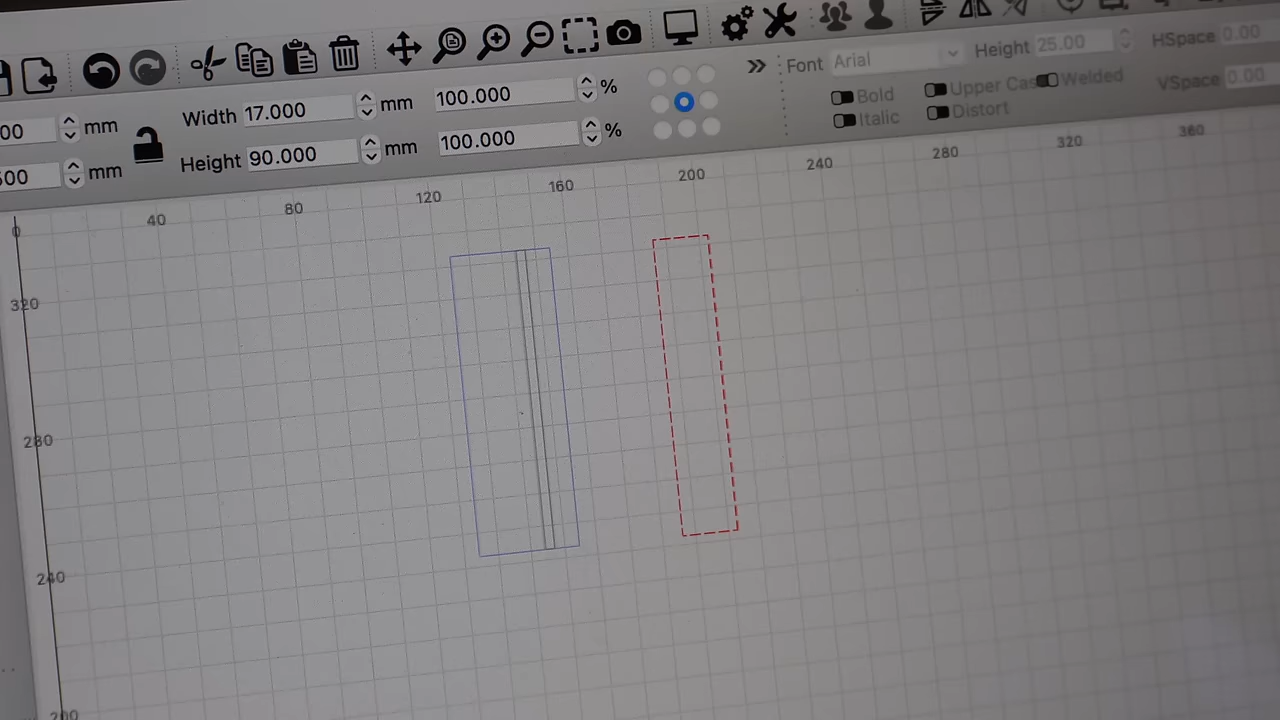 Font Arial Height 25.00 HSpace 0.00
00 mm Width 17.000 mm 100.000 % Bold Upper Cas Welded VSpace 0.00
500 mm Height 90.000 mm 100.000 % Italic Distort
0 40 80 120 160 200 240 280 320 360
320
280
240
200